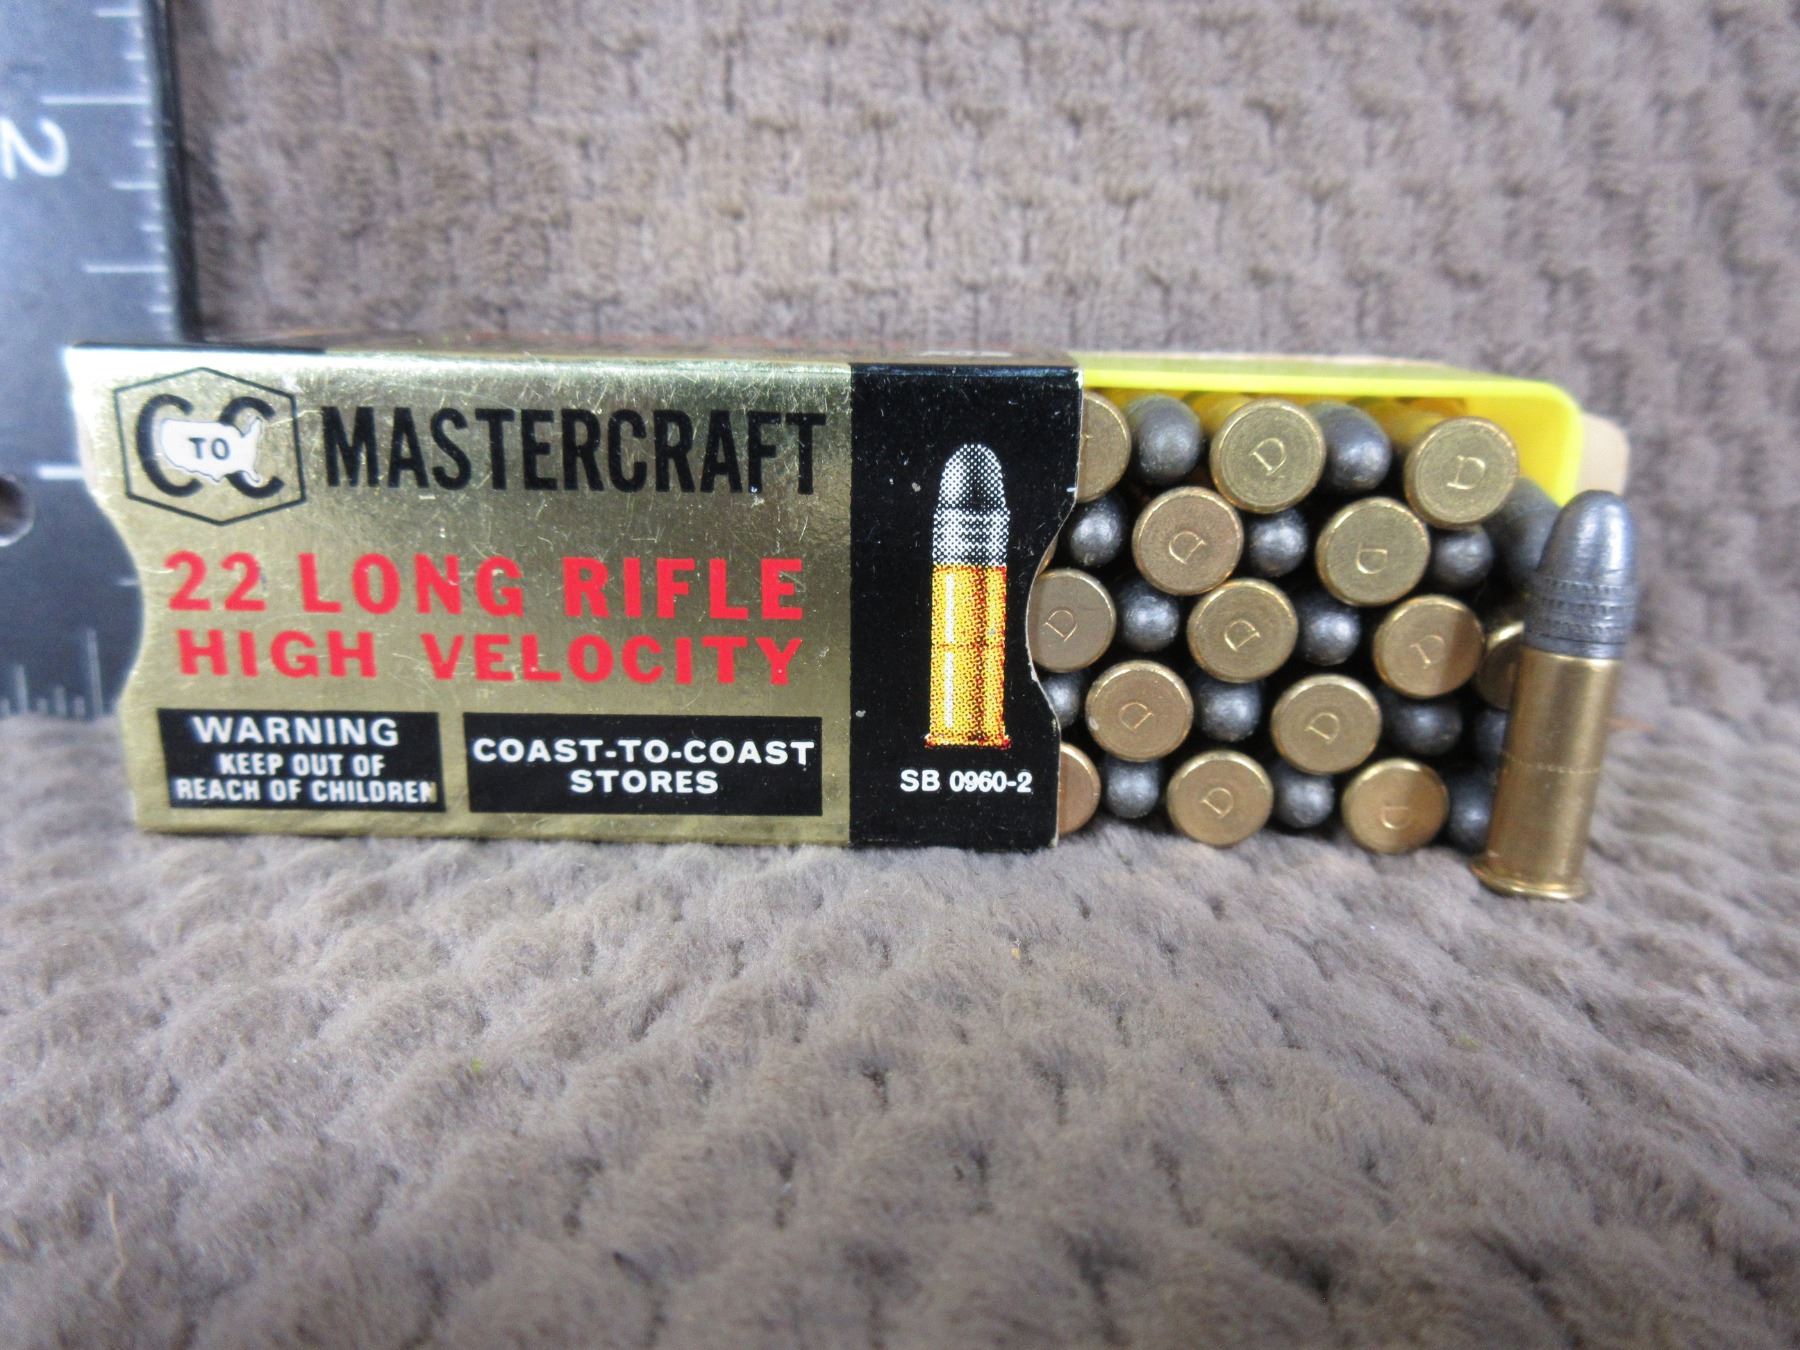 2
C TO C MASTERCRAFT
22 LONG RIFLE
HIGH VELOCITY
WARNING
KEEP OUT OF
REACH OF CHILDREN
COAST-TO-COAST
STORES
SB 0960-2
D
D
D
D
D
D
D
D
D
D
D